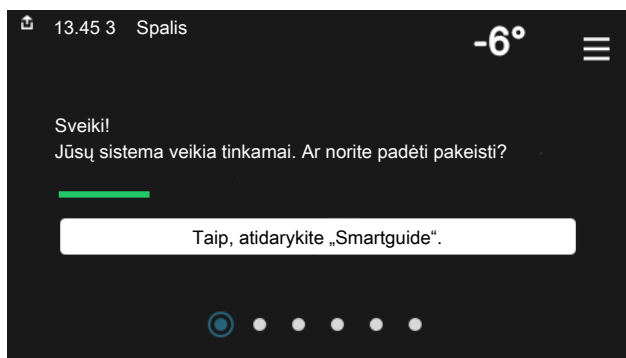 13.45 3 Spalis
-6°
Sveiki!
Jūsų sistema veikia tinkamai. Ar norite padėti pakeisti?
Taip, atidarykite „Smartguide“.